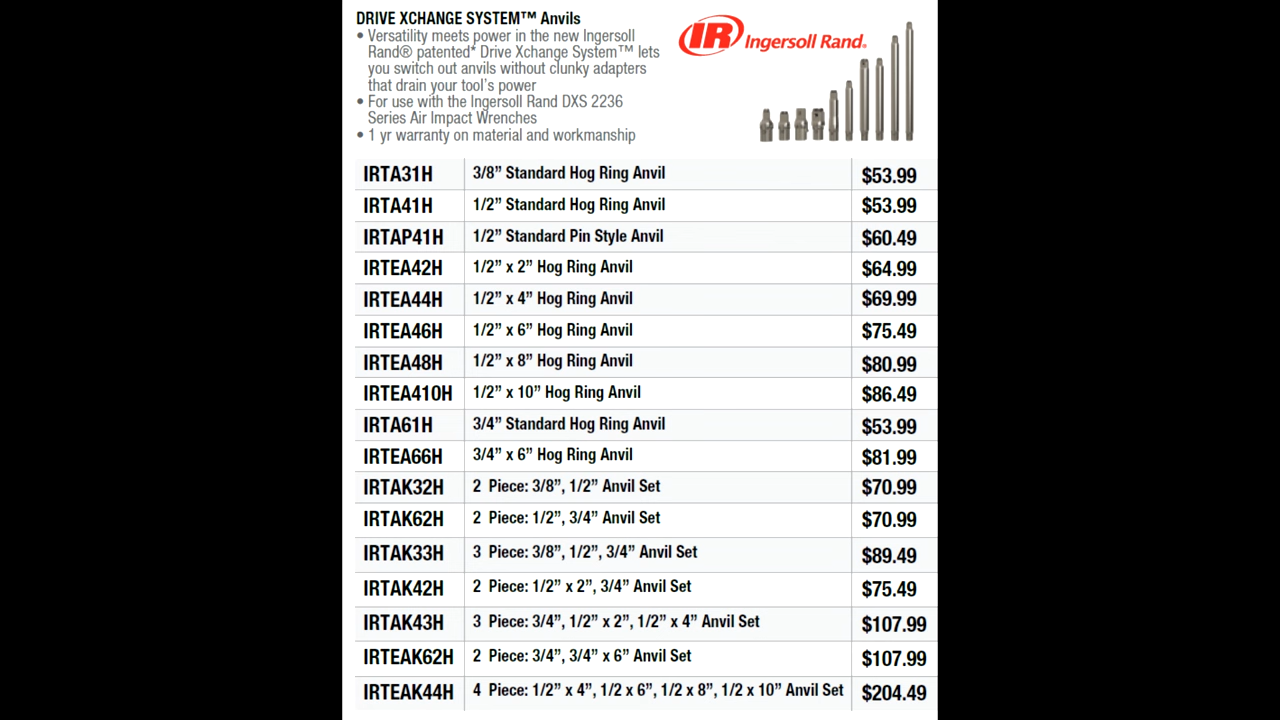 DRIVE XCHANGE SYSTEM™ Anvils
• Versatility meets power in the new Ingersoll
Rand® patented* Drive Xchange System™ lets
you switch out anvils without clunky adapters
that drain your tool's power
• For use with the Ingersoll Rand DXS 2236
Series Air Impact Wrenches
• 1 yr warranty on material and workmanship
IR Ingersoll Rand®
IRTA31H 3/8” Standard Hog Ring Anvil $53.99
IRTA41H 1/2” Standard Hog Ring Anvil $53.99
IRTAP41H 1/2” Standard Pin Style Anvil $60.49
IRTEA42H 1/2” x 2” Hog Ring Anvil $64.99
IRTEA44H 1/2” x 4” Hog Ring Anvil $69.99
IRTEA46H 1/2” x 6” Hog Ring Anvil $75.49
IRTEA48H 1/2” x 8” Hog Ring Anvil $80.99
IRTEA410H 1/2” x 10” Hog Ring Anvil $86.49
IRTA61H 3/4” Standard Hog Ring Anvil $53.99
IRTEA66H 3/4” x 6” Hog Ring Anvil $81.99
IRTAK32H 2 Piece: 3/8”, 1/2” Anvil Set $70.99
IRTAK62H 2 Piece: 1/2”, 3/4” Anvil Set $70.99
IRTAK33H 3 Piece: 3/8”, 1/2”, 3/4” Anvil Set $89.49
IRTAK42H 2 Piece: 1/2” x 2”, 3/4” Anvil Set $75.49
IRTAK43H 3 Piece: 3/4”, 1/2” x 2”, 1/2” x 4” Anvil Set $107.99
IRTEAK62H 2 Piece: 3/4”, 3/4” x 6” Anvil Set $107.99
IRTEAK44H 4 Piece: 1/2” x 4”, 1/2 x 6”, 1/2 x 8”, 1/2 x 10” Anvil Set $204.49